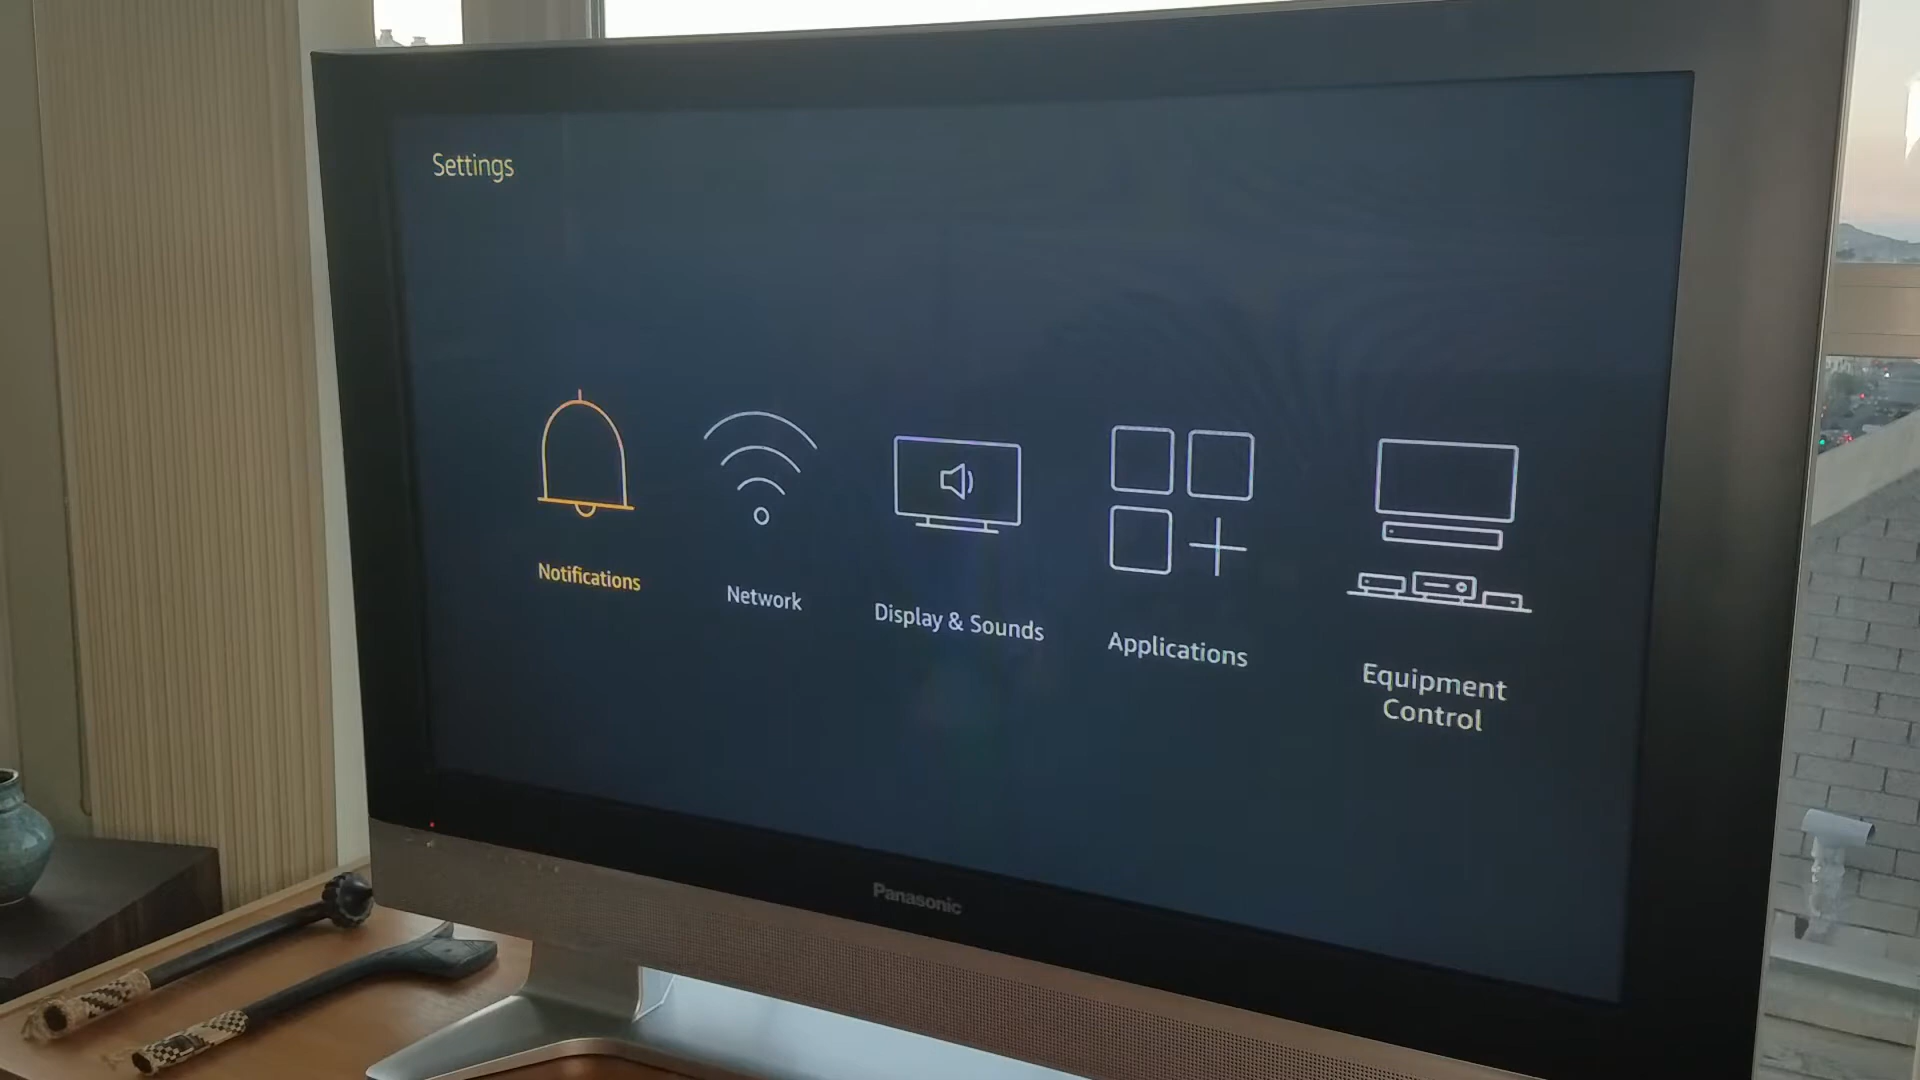 Settings
Notifications
Network
Display & Sounds
Applications
Equipment
Control
Panasonic